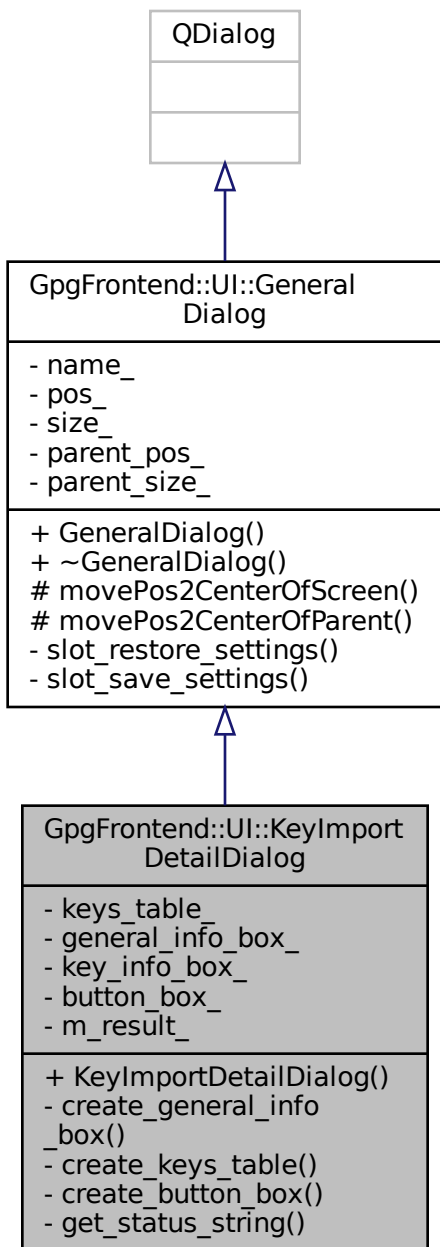 QDialog
GpgFrontend::UI::General
Dialog
- name_
- pos_
- size_
- parent_pos_
- parent_size_
+ GeneralDialog()
+ ~GeneralDialog()
# movePos2CenterOfScreen()
# movePos2CenterOfParent()
- slot_restore_settings()
- slot_save_settings()
GpgFrontend::UI::KeyImport
DetailDialog
- keys_table_
- general_info_box_
- key_info_box_
- button_box_
- m_result_
+ KeyImportDetailDialog()
- create_general_info
_box()
- create_keys_table()
- create_button_box()
- get_status_string()